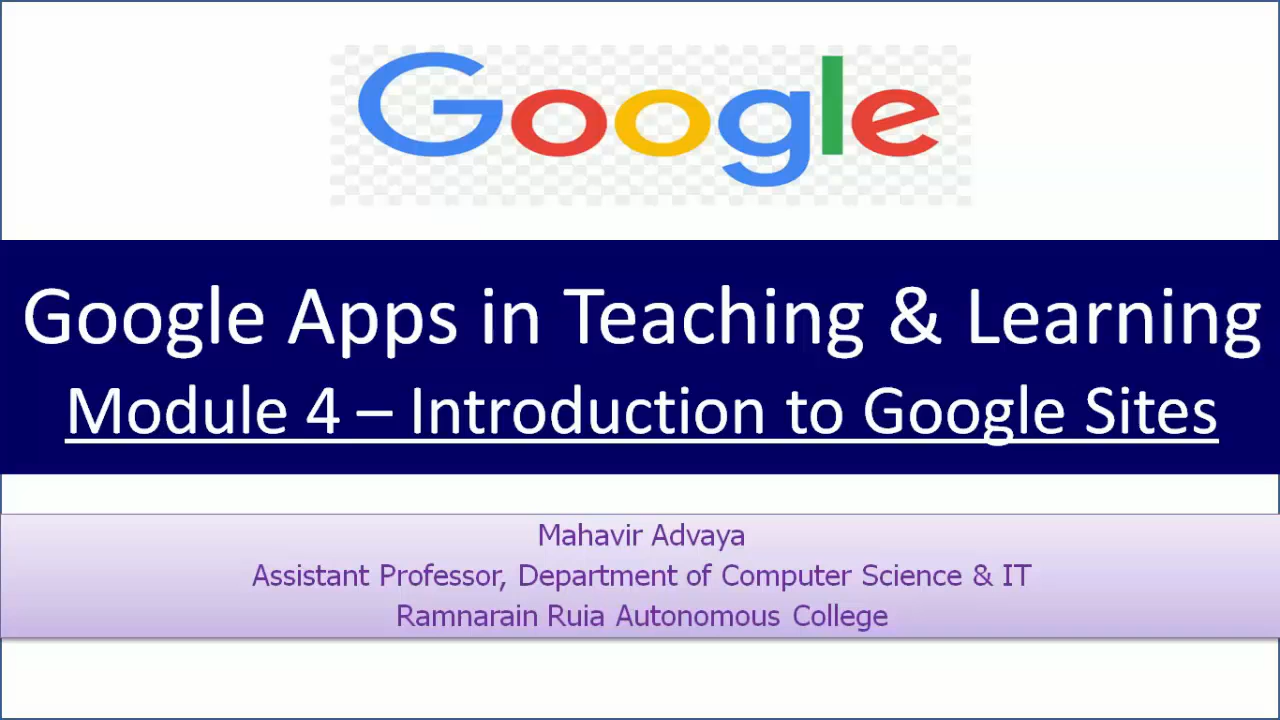 Google
Google Apps in Teaching & Learning
Module 4 – Introduction to Google Sites
Mahavir Advaya
Assistant Professor, Department of Computer Science & IT
Ramnarain Ruia Autonomous College